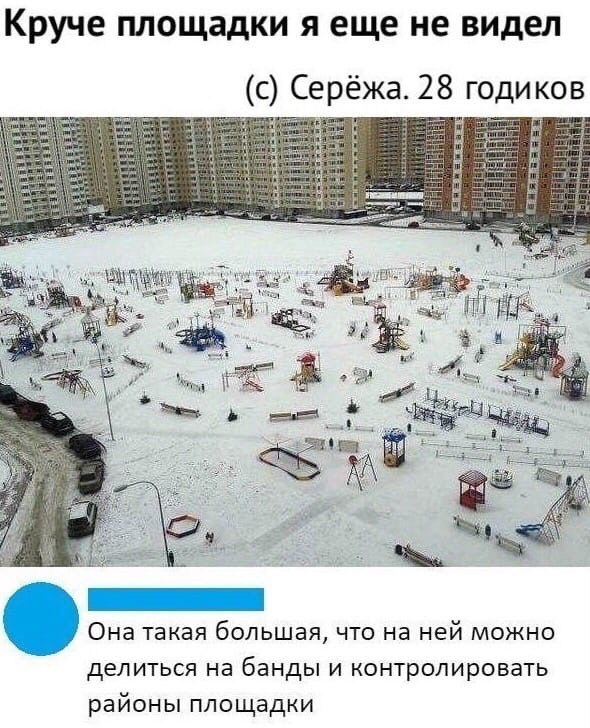 Круче площадки я еще не видел
(с) Серёжа. 28 годиков
Она такая большая, что на ней можно
делиться на банды и контролировать
районы площадки